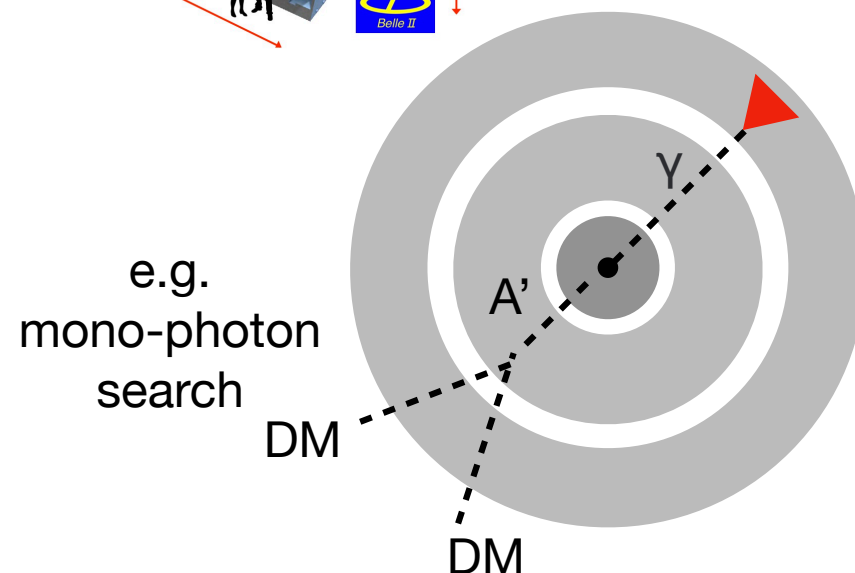 Belle II
γ
e.g.
mono-photon
search
A’
DM
DM